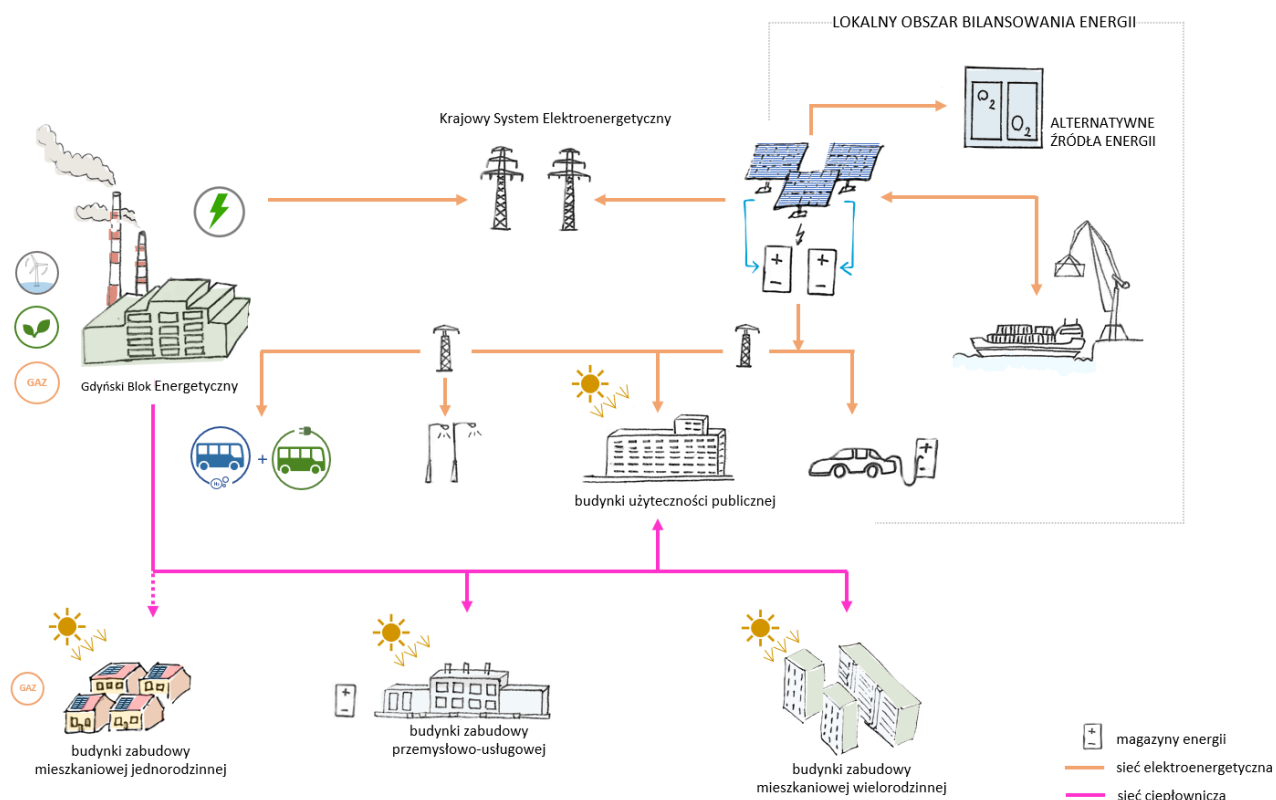 LOKALNY OBSZAR BILANSOWANIA ENERGII
Krajowy System Elektroenergetyczny
O2
O2
ALTERNATYWNE
ŹRÓDŁA ENERGII
GAZ
Gdyński Blok Energetyczny
+
H2
budynki użyteczności publicznej
GAZ
budynki zabudowy
mieszkaniowej jednorodzinnej
budynki zabudowy
przemysłowo-usługowej
budynki zabudowy
mieszkaniowej wielorodzinnej
magazyny energii
sieć elektroenergetyczna
sieć ciepłownicza